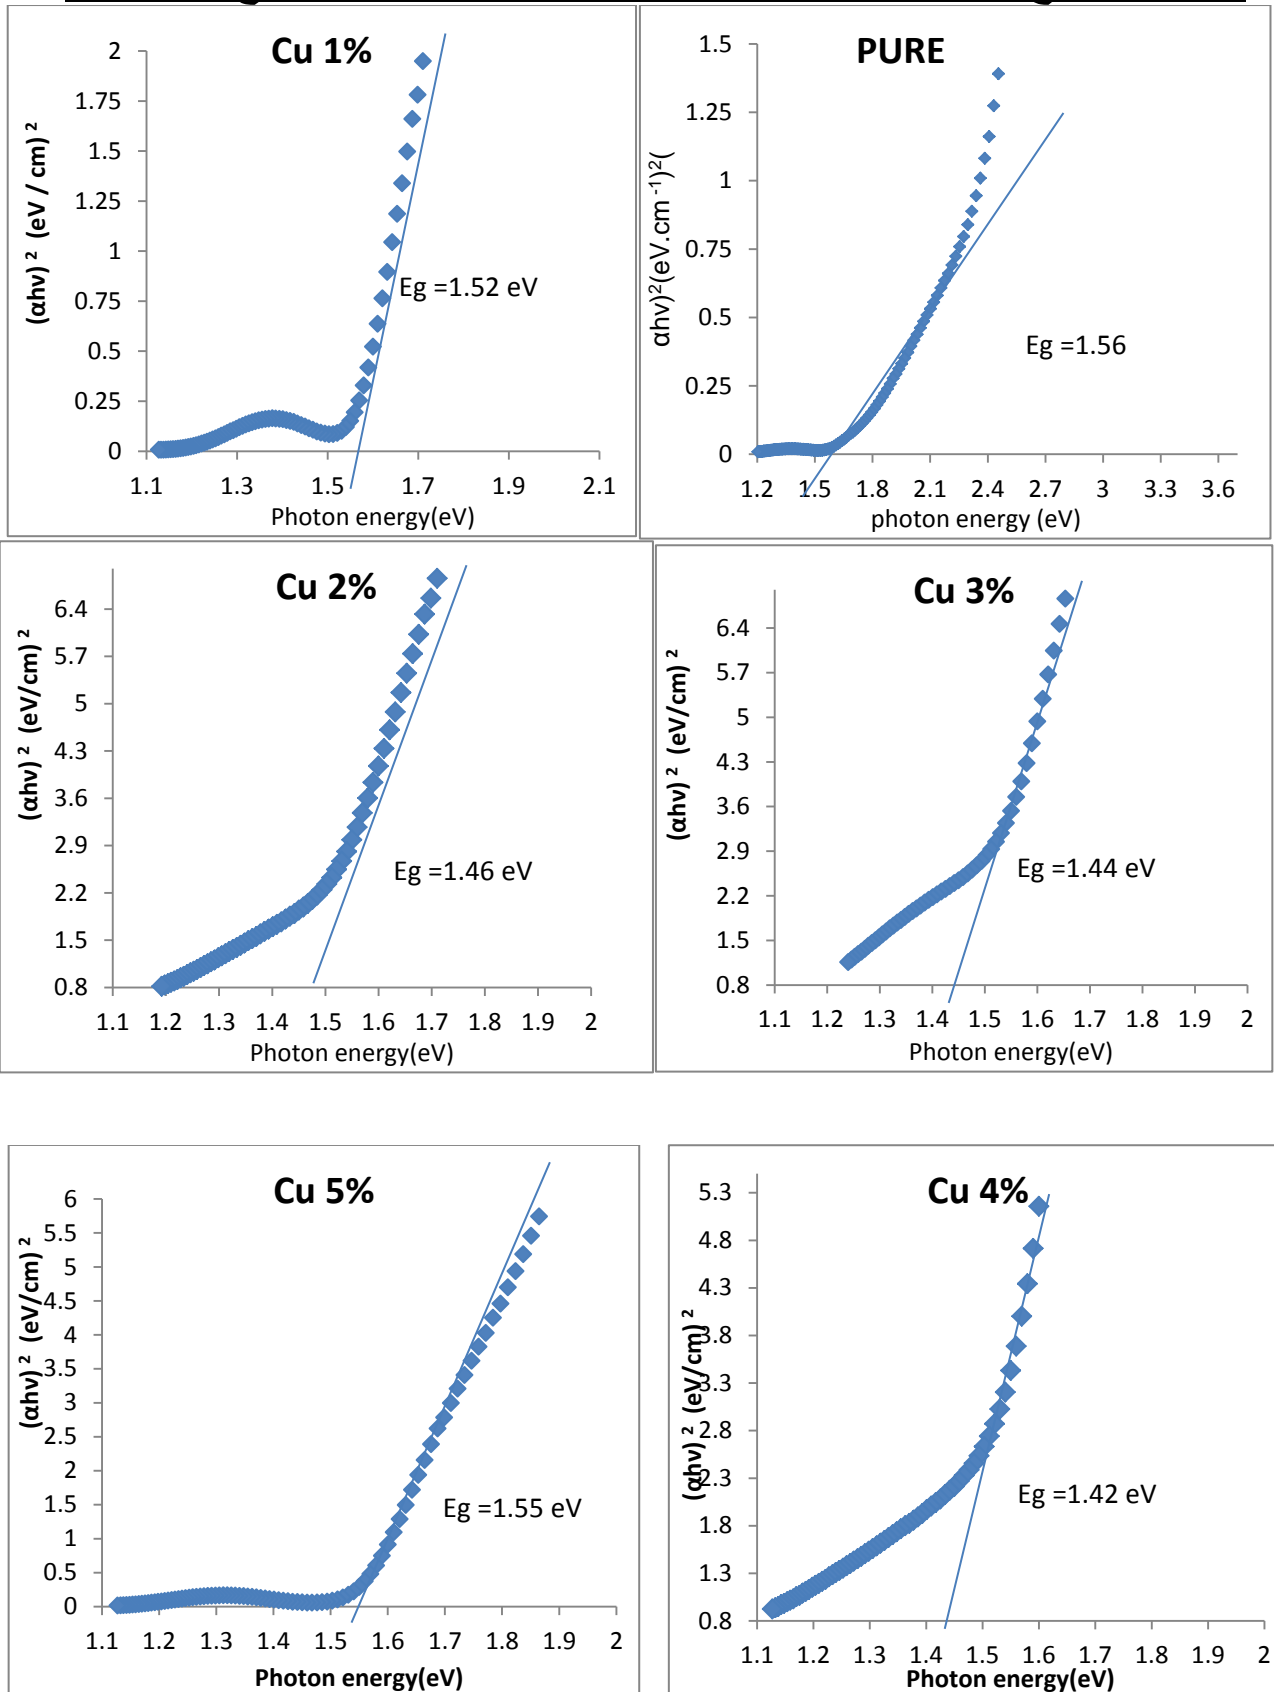 Cu 1%
(αhν) ² (eV / cm) ²
2
1.75
1.5
1.25
1
0.75
0.5
0.25
0
Eg =1.52 eV
1.1 1.3 1.5 1.7 1.9 2.1
Photon energy(eV)
PURE
αhν)²(eV.cm⁻¹)²(
1.5
1.25
1
0.75
0.5
0.25
0
Eg =1.56
1.2 1.5 1.8 2.1 2.4 2.7 3 3.3 3.6
photon energy (eV)
Cu 2%
(αhν) ² (eV/cm) ²
6.4
5.7
5
4.3
3.6
2.9
2.2
1.5
0.8
Eg =1.46 eV
1.1 1.2 1.3 1.4 1.5 1.6 1.7 1.8 1.9 2
Photon energy(eV)
Cu 3%
(αhν) ² (eV/cm) ²
6.4
5.7
5
4.3
3.6
2.9
2.2
1.5
0.8
Eg =1.44 eV
1.1 1.2 1.3 1.4 1.5 1.6 1.7 1.8 1.9 2
Photon energy(eV)
Cu 5%
(αhν) ² (eV/cm) ²
6
5.5
5
4.5
4
3.5
3
2.5
2
1.5
1
0.5
0
Eg =1.55 eV
1.1 1.2 1.3 1.4 1.5 1.6 1.7 1.8 1.9 2
Photon energy(eV)
Cu 4%
(αhν) ² (eV/cm) ²
5.3
4.8
4.3
3.8
3.3
2.8
2.3
1.8
1.3
0.8
Eg =1.42 eV
1.1 1.2 1.3 1.4 1.5 1.6 1.7 1.8 1.9 2
Photon energy(eV)